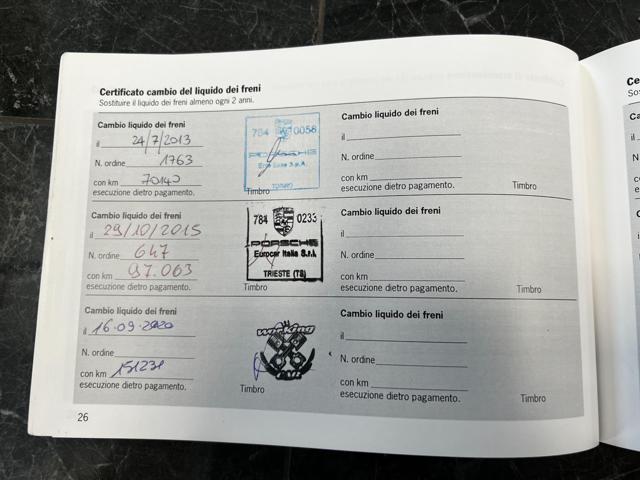 Certificato cambio del liquido dei freni
Sostituire il liquido dei freni almeno ogni 2 anni.
Cambio liquido dei freni
il 24/7/2013
N. ordine 1763
con km 70140
esecuzione dietro pagamento.
784 0056
PORSCHE
S.p.A.
Timbro
Cambio liquido dei freni
il 29/10/2015
N. ordine 647
con km 97.063
esecuzione dietro pagamento.
784 0233
PORSCHE
Eurocar Italia S.r.l.
TRIESTE (TS)
Timbro
Cambio liquido dei freni
il 16-09-2020
N. ordine
con km 151231
esecuzione dietro pagamento.
Timbro
26
Cambio liquido dei freni
il
N. ordine
con km
esecuzione dietro pagamento.
Timbro
Cambio liquido dei freni
il
N. ordine
con km
esecuzione dietro pagamento.
Timbro
Cambio liquido dei freni
il
N. ordine
con km
esecuzione dietro pagamento.
Timbro